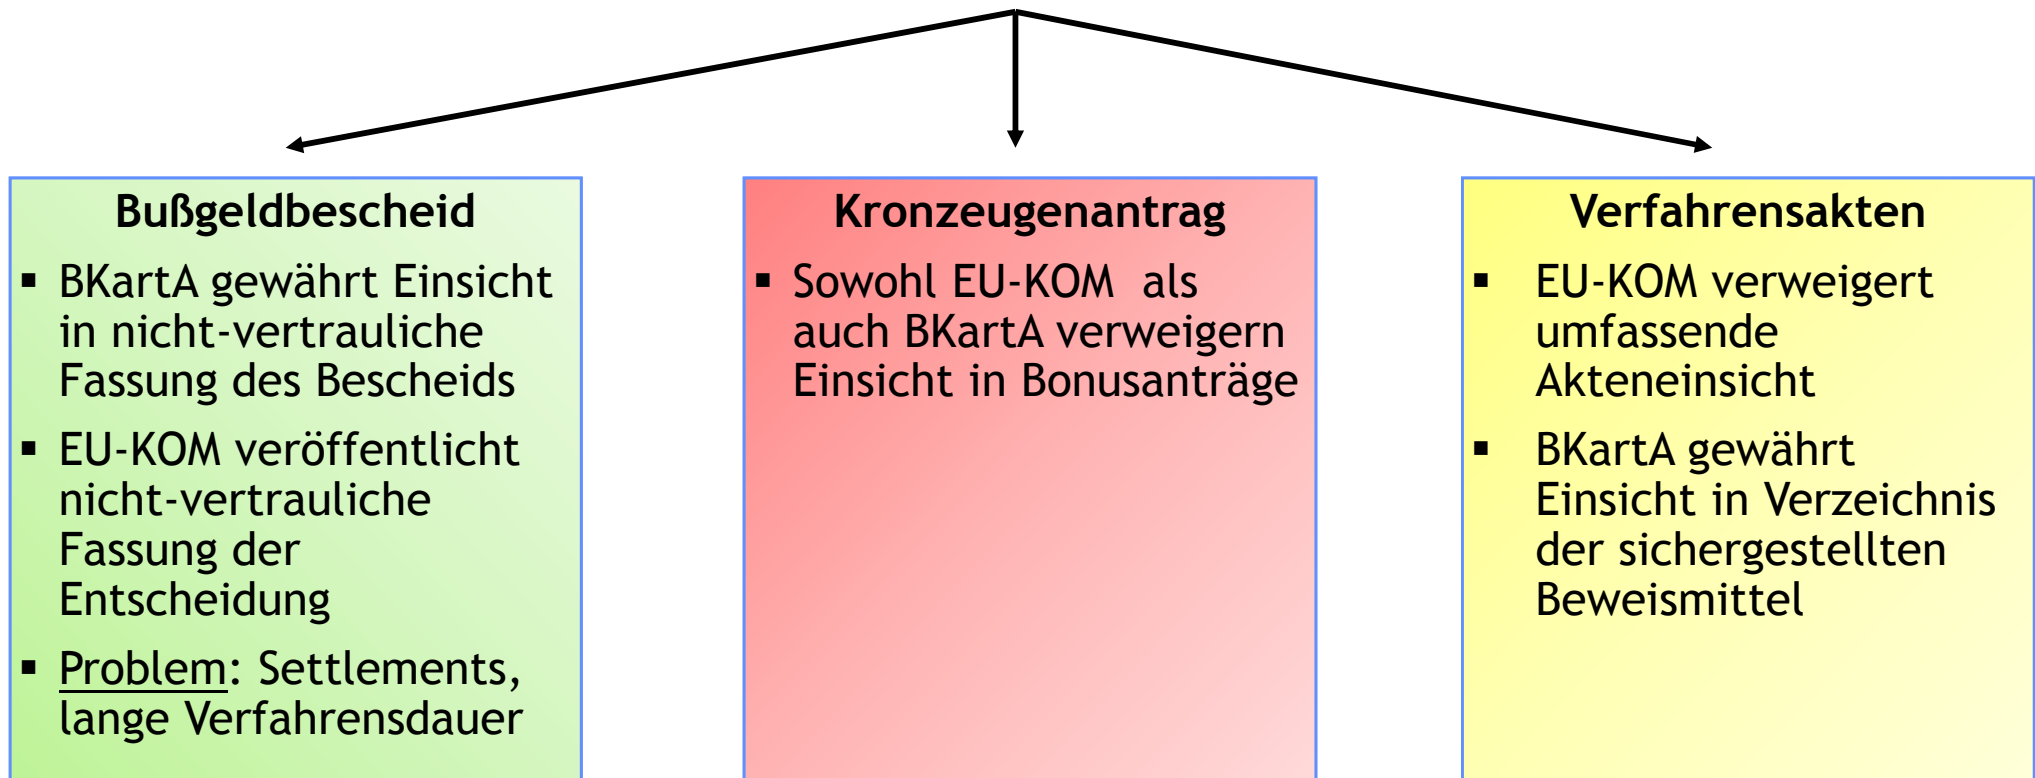 Bußgeldbescheid
▪ BKartA gewährt Einsicht
in nicht-vertrauliche
Fassung des Bescheids
▪ EU-KOM veröffentlicht
nicht-vertrauliche
Fassung der
Entscheidung
▪ Problem: Settlements,
lange Verfahrensdauer
Kronzeugenantrag
▪ Sowohl EU-KOM als
auch BKartA verweigern
Einsicht in Bonusanträge
Verfahrensakten
▪ EU-KOM verweigert
umfassende
Akteneinsicht
▪ BKartA gewährt
Einsicht in Verzeichnis
der sichergestellten
Beweismittel